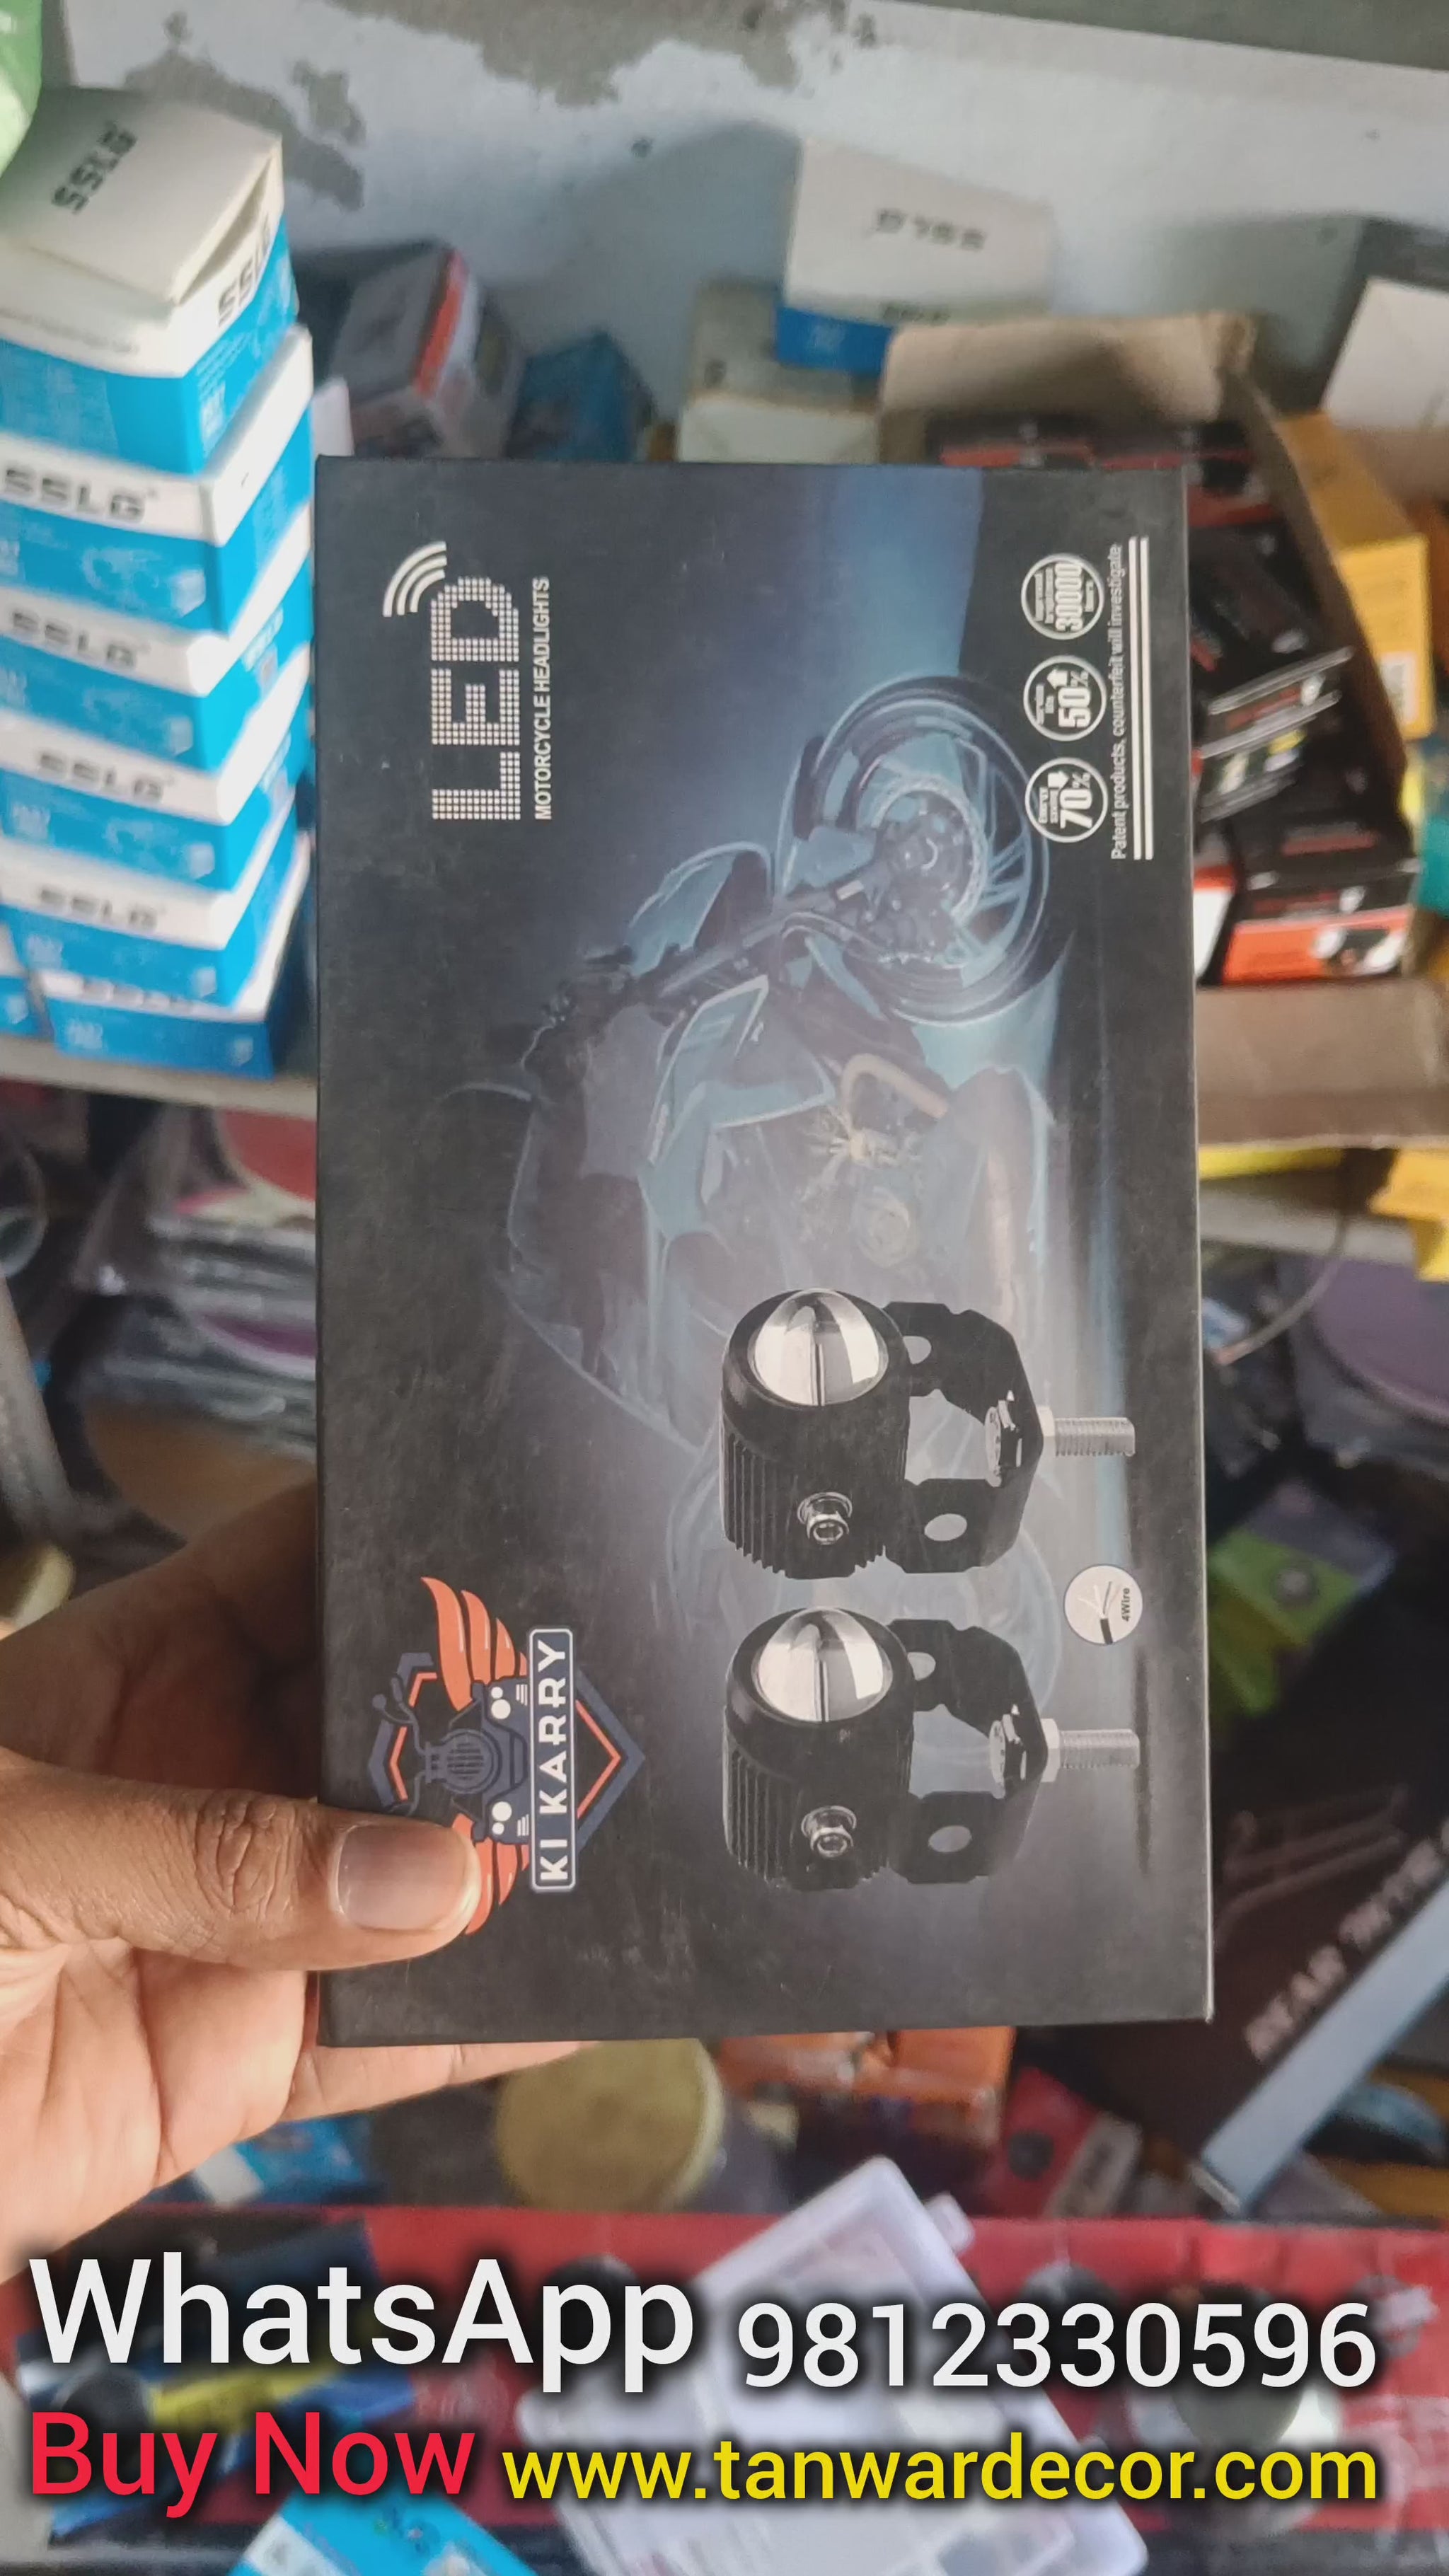 SSLG
SSLG
SSLG
SSLG
SSLG
SSLG
LED
MOTORCYCLE HEADLIGHTS
70%
50%
30000
Patent products, counterfeit will investigate
KI KARRY
4Wire
WhatsApp 9812330596
Buy Now www.tanwardecor.com